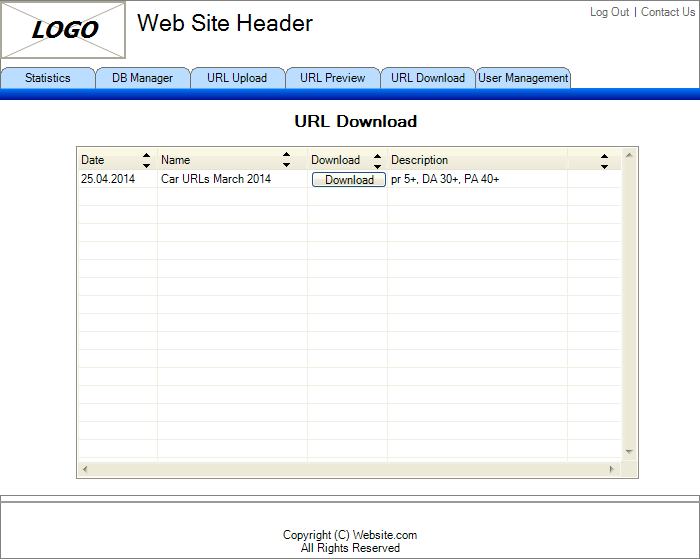 LOGO
Web Site Header
Log Out | Contact Us
Statistics DB Manager URL Upload URL Preview URL Download User Management
URL Download
Date Name Download Description
25.04.2014 Car URLs March 2014 Download pr 5+, DA 30+, PA 40+
Copyright (C) Website.com
All Rights Reserved